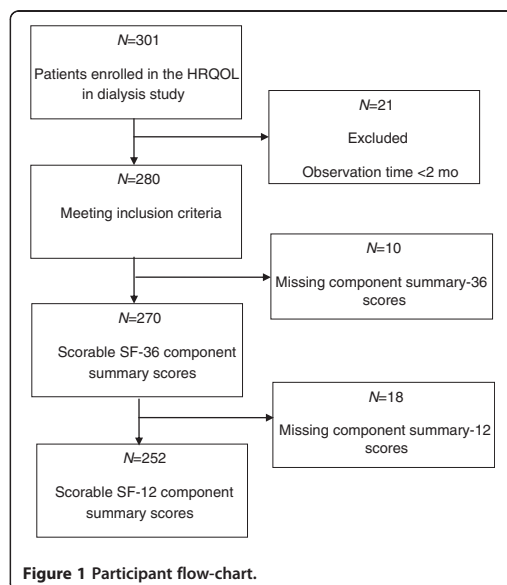 N=301
Patients enrolled in the HRQOL
in dialysis study
N=21
Excluded
Observation time <2 mo
N=280
Meeting inclusion criteria
N=10
Missing component summary-36
scores
N=270
Scorable SF-36 component
summary scores
N=18
Missing component summary-12
scores
N=252
Scorable SF-12 component
summary scores
Figure 1 Participant flow-chart.